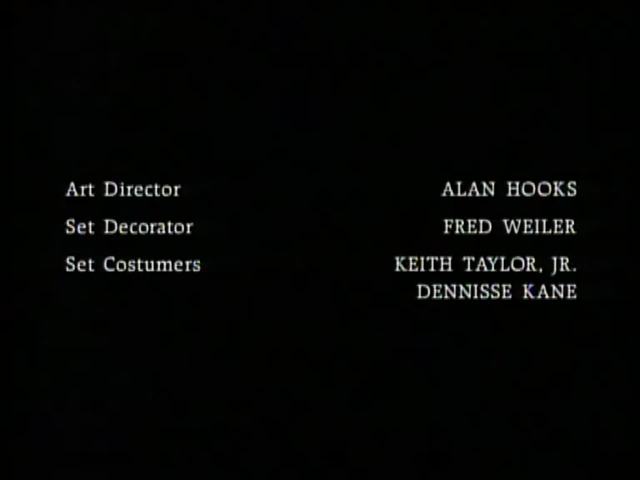 Art Director ALAN HOOKS
Set Decorator FRED WEILER
Set Costumers KEITH TAYLOR, JR.
DENNISSE KANE